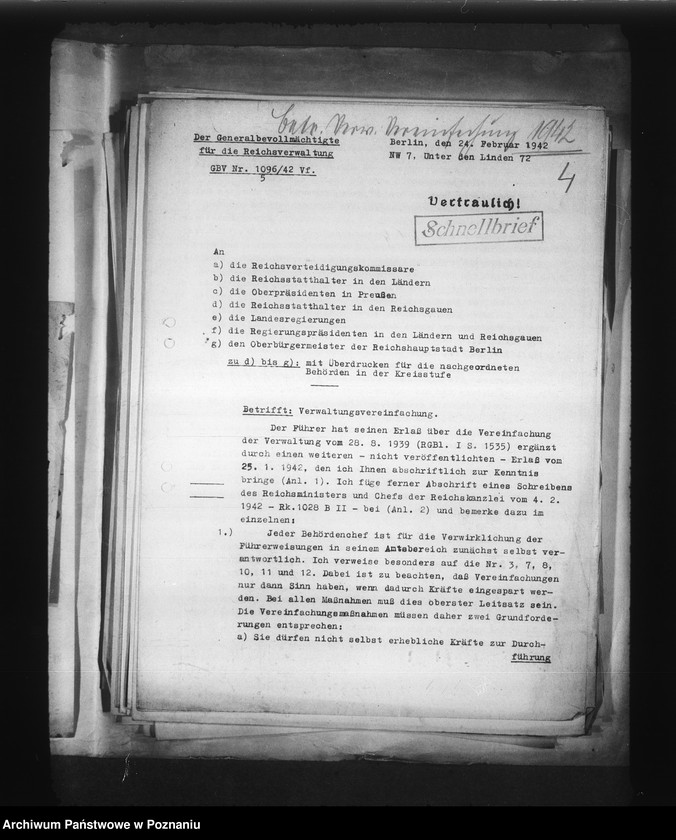 betr. Verw. Vereinfachung 1942
Der Generalbevollmächtigte
für die Reichsverwaltung
GBV Nr. 1096/42 Vf.
5
Berlin, den 24. Februar 1942
NW 7, Unter den Linden 72
4
Vertraulich!
Schnellbrief
An
a) die Reichsverteidigungskommissare
b) die Reichsstatthalter in den Ländern
c) die Oberpräsidenten in Preußen
d) die Reichsstatthalter in den Reichsgauen
e) die Landesregierungen
f) die Regierungspräsidenten in den Ländern und Reichsgauen
g) den Oberbürgermeister der Reichshauptstadt Berlin
zu d) bis g): mit Überdrucken für die nachgeordneten
Behörden in der Kreisstufe
Betrifft: Verwaltungsvereinfachung.
Der Führer hat seinen Erlaß über die Vereinfachung
der Verwaltung vom 28. 8. 1939 (RGBl. I S. 1535) ergänzt
durch einen weiteren - nicht veröffentlichten - Erlaß vom
25. 1. 1942, den ich Ihnen abschriftlich zur Kenntnis
bringe (Anl. 1). Ich füge ferner Abschrift eines Schreibens
des Reichsministers und Chefs der Reichskanzlei vom 4. 2.
1942 - Rk.1028 B II - bei (Anl. 2) und bemerke dazu im
einzelnen:
1.) Jeder Behördenchef ist für die Verwirklichung der
Führerweisungen in seinem Amtsbereich zunächst selbst ver-
antwortlich. Ich verweise besonders auf die Nr. 3, 7, 8,
10, 11 und 12. Dabei ist zu beachten, daß Vereinfachungen
nur dann Sinn haben, wenn dadurch Kräfte eingespart wer-
den. Bei allen Maßnahmen muß dies oberster Leitsatz sein.
Die Vereinfachungsmaßnahmen müssen daher zwei Grundforde-
rungen entsprechen:
a) Sie dürfen nicht selbst erhebliche Kräfte zur Durch-
führung
Archiwum Państwowe w Poznaniu